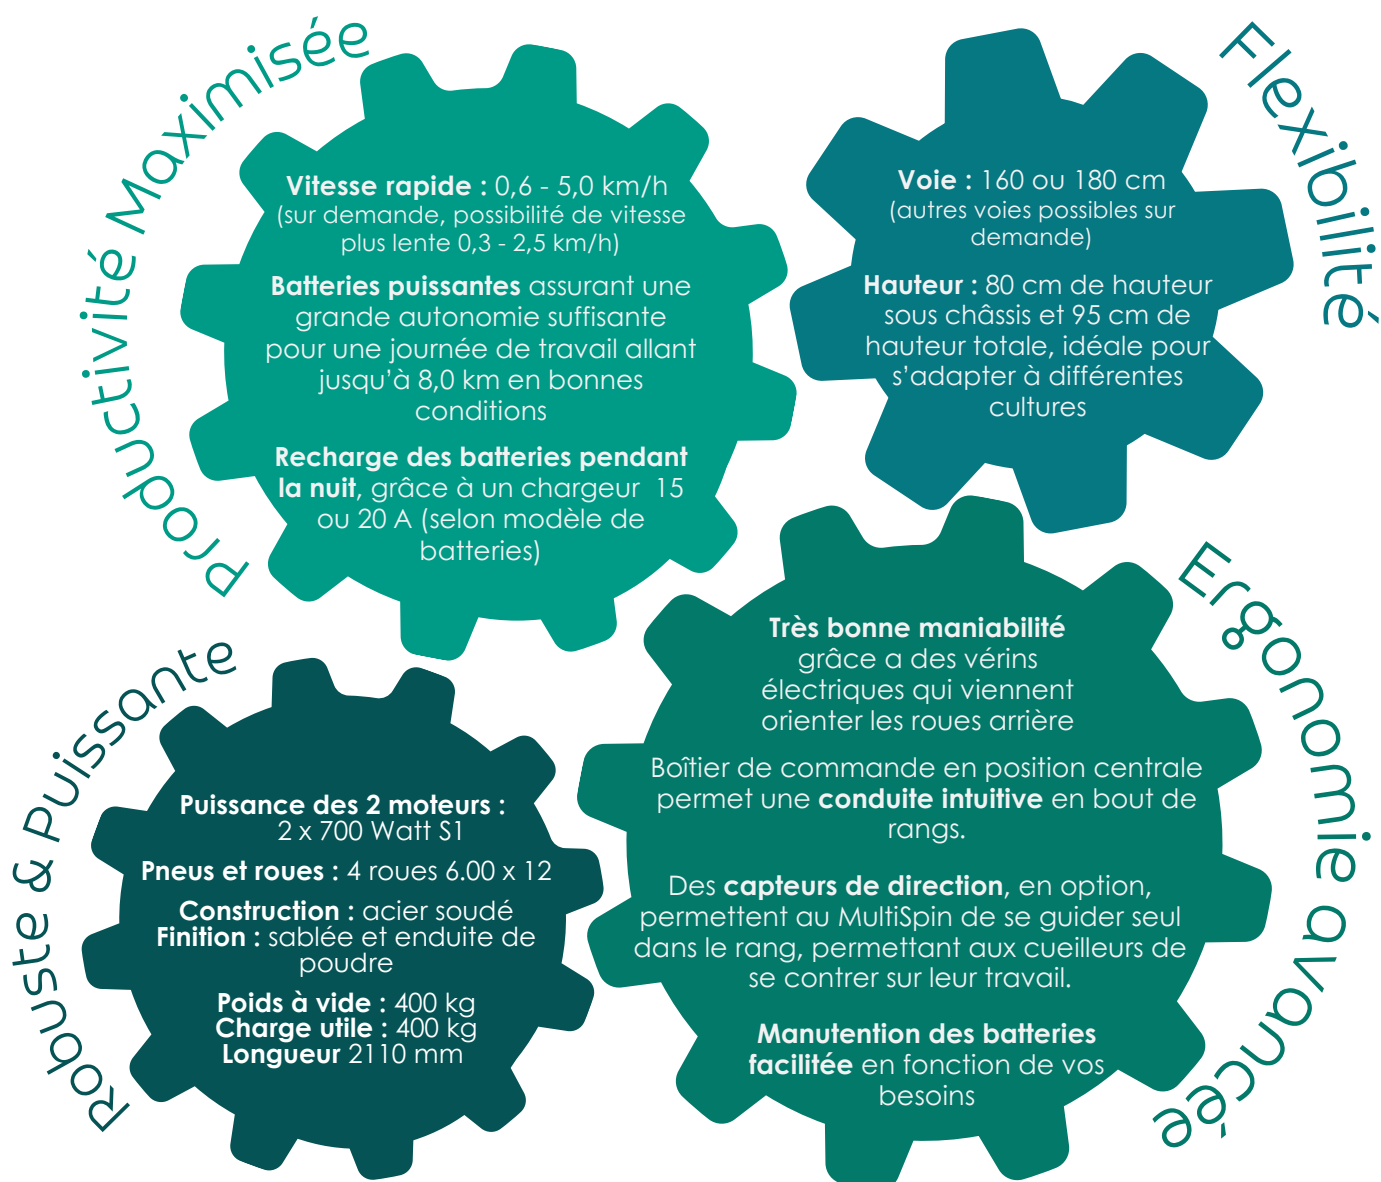 Productivité Maximisée
Vitesse rapide : 0,6 - 5,0 km/h
(sur demande, possibilité de vitesse
plus lente 0,3 - 2,5 km/h)
Batteries puissantes assurant une
grande autonomie suffisante
pour une journée de travail allant
jusqu'à 8,0 km en bonnes
conditions
Recharge des batteries pendant
la nuit, grâce à un chargeur  15
ou 20 A (selon modèle de
batteries)
Flexibilité
Voie : 160 ou 180 cm
(autres voies possibles sur
demande)
Hauteur : 80 cm de hauteur
sous châssis et 95 cm de
hauteur totale, idéale pour
s'adapter à différentes
cultures
Robuste & Puissante
Puissance des 2 moteurs :
2 x 700 Watt S1
Pneus et roues : 4 roues 6.00 x 12
Construction : acier soudé
Finition : sablée et enduite de
poudre
Poids à vide : 400 kg
Charge utile : 400 kg
Longueur 2110 mm
Ergonomie avancée
Très bonne maniabilité
grâce a des vérins
électriques qui viennent
orienter les roues arrière
Boîtier de commande en position centrale
permet une conduite intuitive en bout de
rangs.
Des capteurs de direction, en option,
permettent au MultiSpin de se guider seul
dans le rang, permettant aux cueilleurs de
se contrer sur leur travail.
Manutention des batteries
facilitée en fonction de vos
besoins